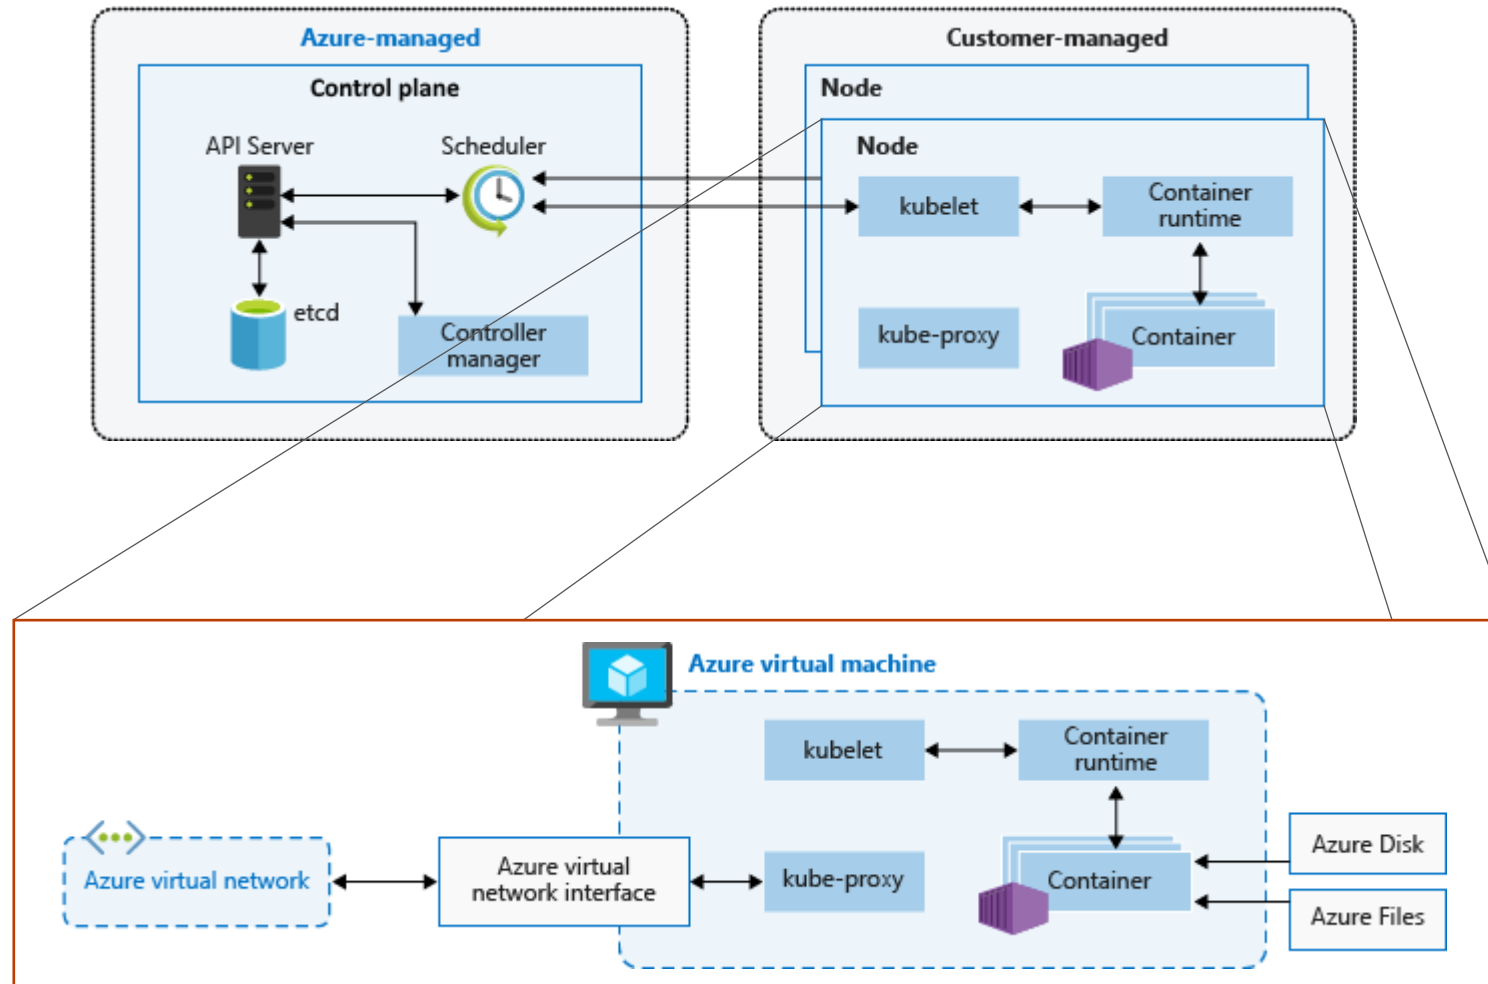 Azure-managed
Control plane
API Server
Scheduler
etcd
Controller
manager
Customer-managed
Node
Node
kubelet
Container
runtime
kube-proxy
Container
Azure virtual machine
kubelet
Container
runtime
Azure virtual network
Azure virtual
network interface
kube-proxy
Container
Azure Disk
Azure Files